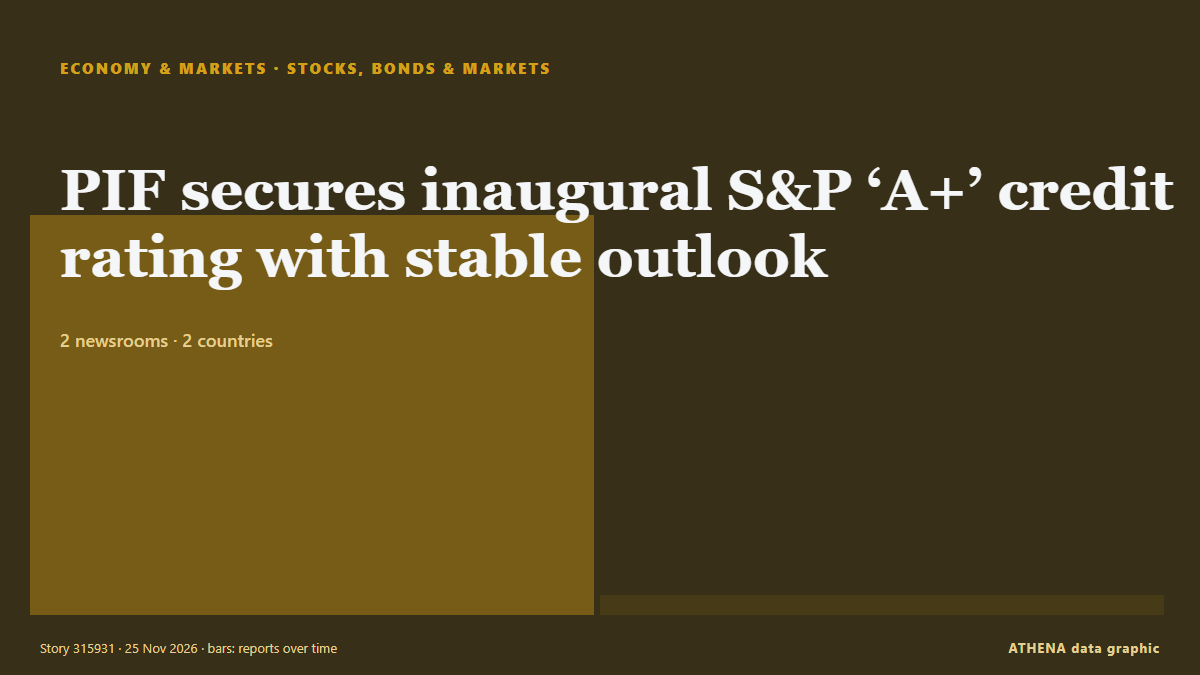 ECONOMY & MARKETS · STOCKS, BONDS & MARKETS
PIF secures inaugural S&P ‘A+’ credit
rating with stable outlook
2 newsrooms · 2 countries
Story 315931 · 25 Nov 2026 · bars: reports over time
ATHENA data graphic